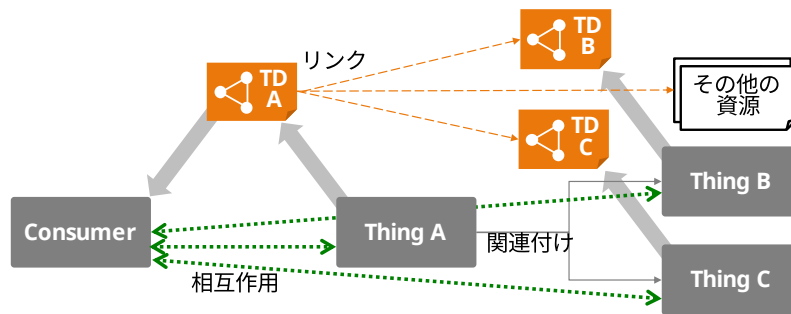 TD
B
リンク
TD
A
その他の
資源
TD
C
Thing B
Consumer
Thing A
関連付け
相互作用
Thing C